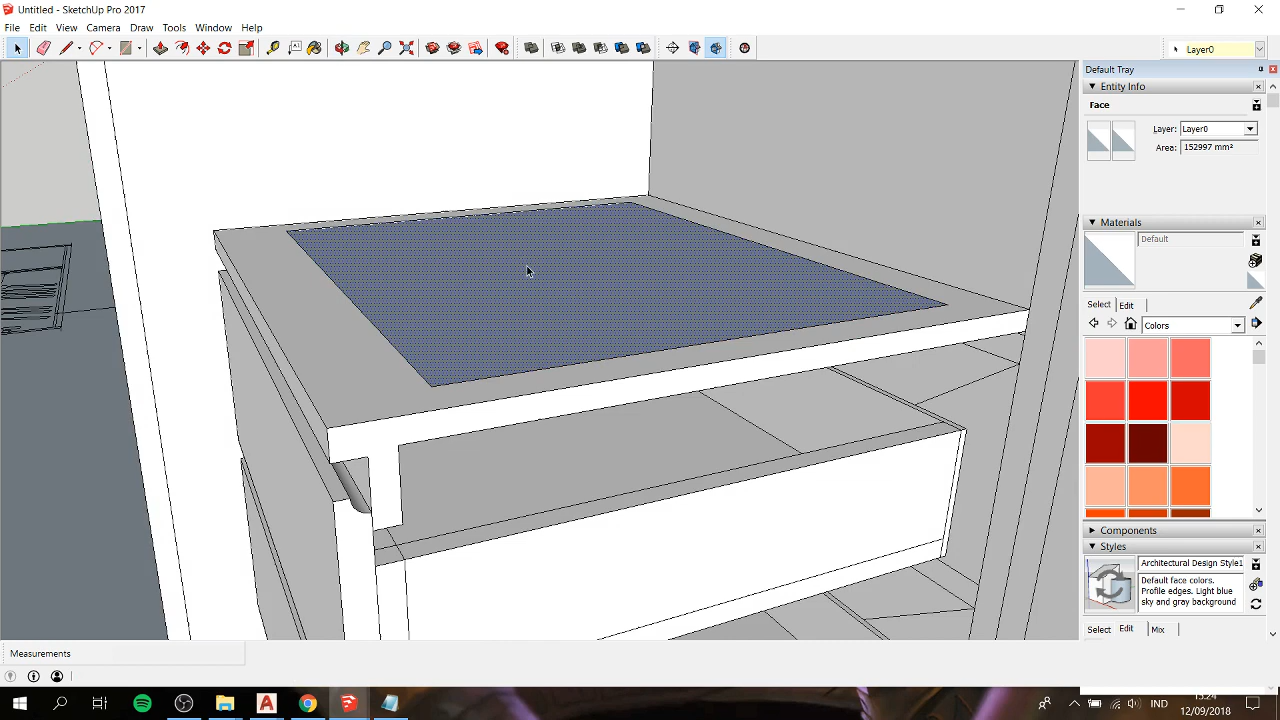 Untitled - SketchUp Pro 2017
File Edit View Camera Draw Tools Window Help
Layer0
Default Tray
Entity Info
Face
Layer: Layer0
Area: 152997 mm²
Materials
Default
Select Edit
Colors
Components
Styles
Architectural Design Style1
Default face colors.
Profile edges. Light blue
sky and gray background
Select Edit Mix
Measurements
IND
15:24
12/09/2018